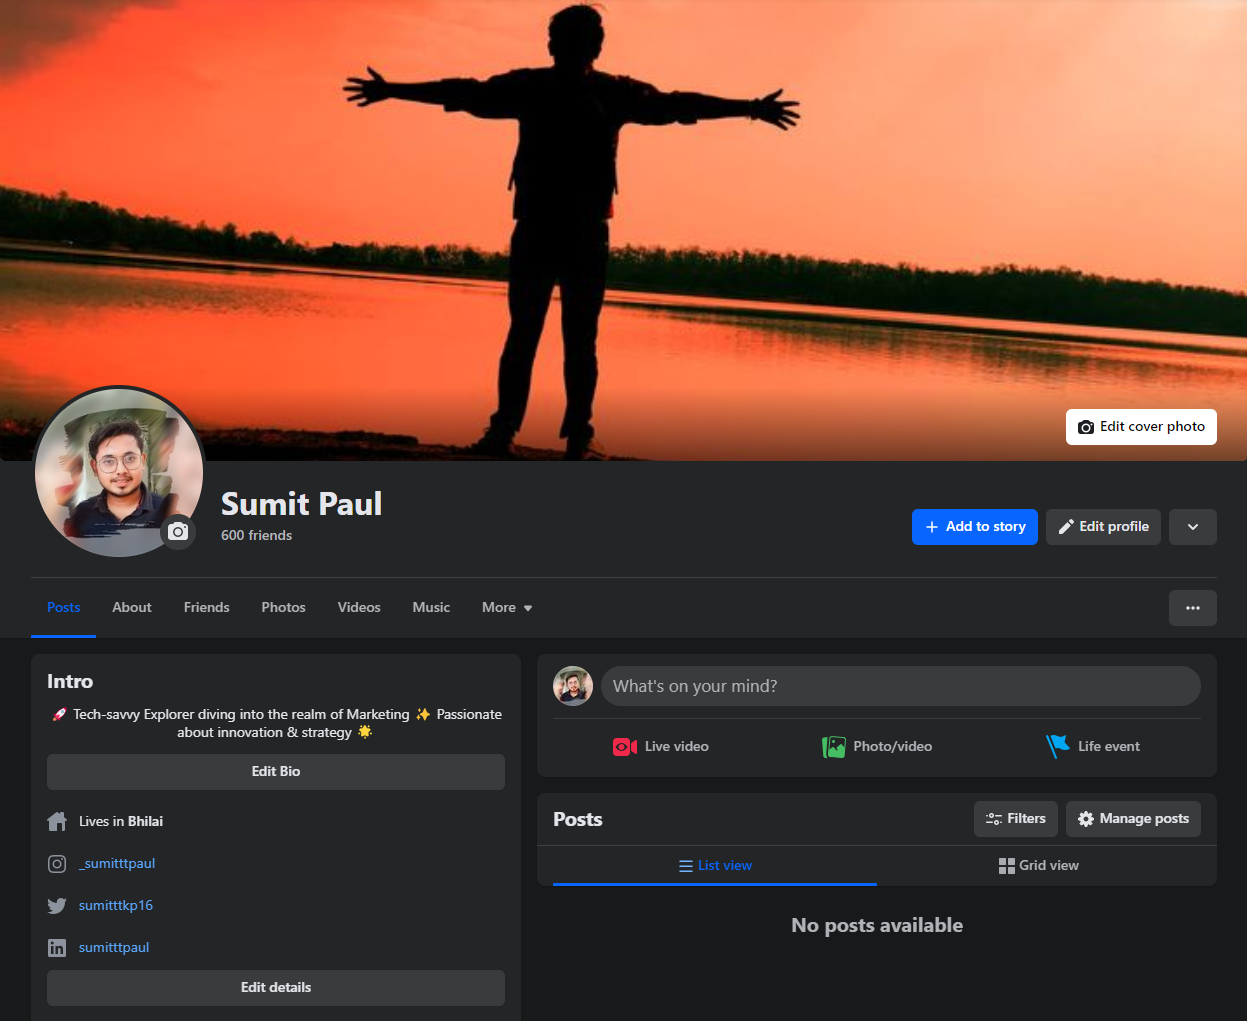 Edit cover photo
Sumit Paul
600 friends
Add to story
Edit profile
Posts
About
Friends
Photos
Videos
Music
More
Intro
🚀 Tech-savvy Explorer diving into the realm of Marketing ✨ Passionate
about innovation & strategy 🌟
Edit Bio
Lives in Bhilai
_sumitttpaul
sumitttkp16
sumitttpaul
Edit details
What's on your mind?
Live video
Photo/video
Life event
Posts
Filters
Manage posts
List view
Grid view
No posts available